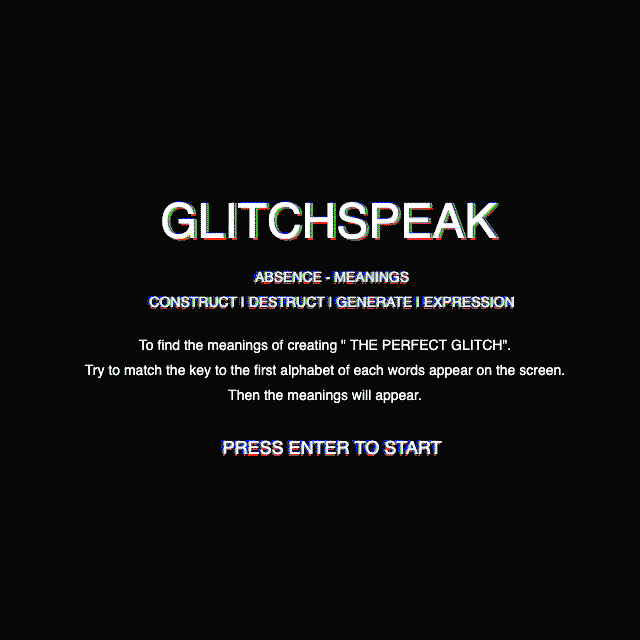 GLITCHSPEAK
ABSENCE - MEANINGS
CONSTRUCT | DESTRUCT | GENERATE | EXPRESSION
To find the meanings of creating " THE PERFECT GLITCH".
Try to match the key to the first alphabet of each words appear on the screen.
Then the meanings will appear.
PRESS ENTER TO START